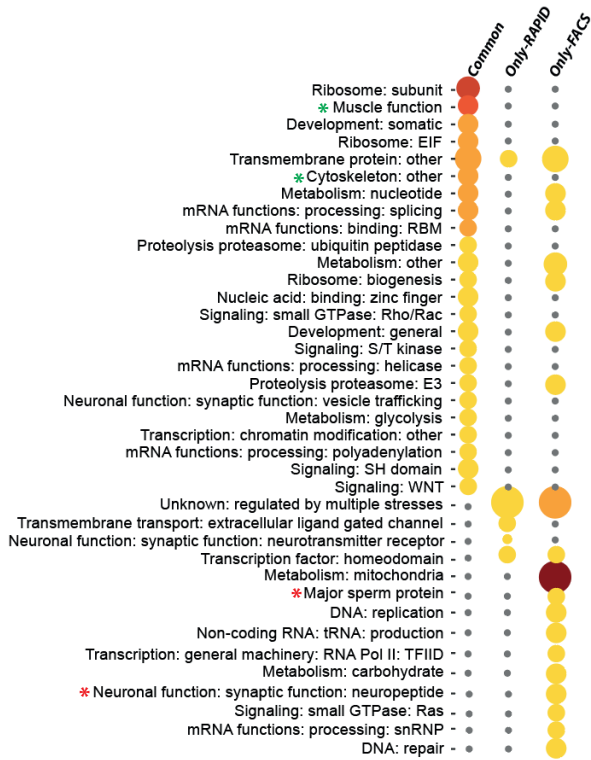 Common
Only-RAPID
Only-FACS
Ribosome: subunit
* Muscle function
Development: somatic
Ribosome: EIF
Transmembrane protein: other
* Cytoskeleton: other
Metabolism: nucleotide
mRNA functions: processing: splicing
mRNA functions: binding: RBM
Proteolysis proteasome: ubiquitin peptidase
Metabolism: other
Ribosome: biogenesis
Nucleic acid: binding: zinc finger
Signaling: small GTPase: Rho/Rac
Development: general
Signaling: S/T kinase
mRNA functions: processing: helicase
Proteolysis proteasome: E3
Neuronal function: synaptic function: vesicle trafficking
Metabolism: glycolysis
Transcription: chromatin modification: other
mRNA functions: processing: polyadenylation
Signaling: SH domain
Signaling: WNT
Unknown: regulated by multiple stresses
Transmembrane transport: extracellular ligand gated channel
Neuronal function: synaptic function: neurotransmitter receptor
Transcription factor: homeodomain
Metabolism: mitochondria
* Major sperm protein
DNA: replication
Non-coding RNA: tRNA: production
Transcription: general machinery: RNA Pol II: TFIID
Metabolism: carbohydrate
* Neuronal function: synaptic function: neuropeptide
Signaling: small GTPase: Ras
mRNA functions: processing: snRNP
DNA: repair